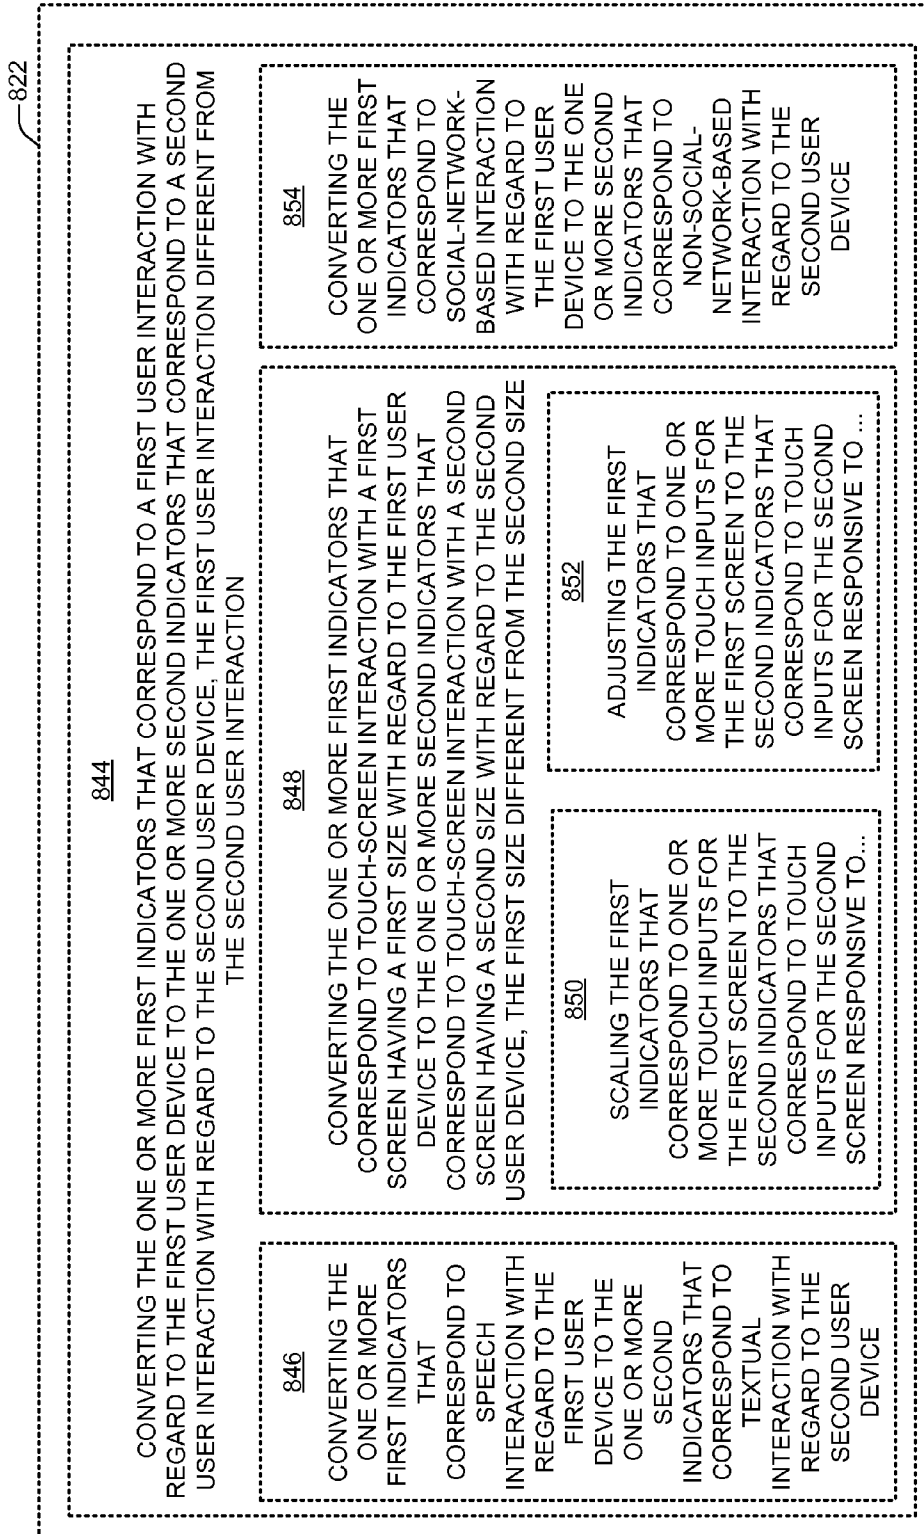 822
844
CONVERTING THE ONE OR MORE FIRST INDICATORS THAT CORRESPOND TO A FIRST USER INTERACTION WITH
REGARD TO THE FIRST USER DEVICE TO THE ONE OR MORE SECOND INDICATORS THAT CORRESPOND TO A SECOND
USER INTERACTION WITH REGARD TO THE SECOND USER DEVICE, THE FIRST USER INTERACTION DIFFERENT FROM
THE SECOND USER INTERACTION
846
CONVERTING THE
ONE OR MORE
FIRST INDICATORS
THAT
CORRESPOND TO
SPEECH
INTERACTION WITH
REGARD TO THE
FIRST USER
DEVICE TO THE
ONE OR MORE
SECOND
INDICATORS THAT
CORRESPOND TO
TEXTUAL
INTERACTION WITH
REGARD TO THE
SECOND USER
DEVICE
848
CONVERTING THE ONE OR MORE FIRST INDICATORS THAT
CORRESPOND TO TOUCH-SCREEN INTERACTION WITH A FIRST
SCREEN HAVING A FIRST SIZE WITH REGARD TO THE FIRST USER
DEVICE TO THE ONE OR MORE SECOND INDICATORS THAT
CORRESPOND TO TOUCH-SCREEN INTERACTION WITH A SECOND
SCREEN HAVING A SECOND SIZE WITH REGARD TO THE SECOND
USER DEVICE, THE FIRST SIZE DIFFERENT FROM THE SECOND SIZE
850
SCALING THE FIRST
INDICATORS THAT
CORRESPOND TO ONE OR
MORE TOUCH INPUTS FOR
THE FIRST SCREEN TO THE
SECOND INDICATORS THAT
CORRESPOND TO TOUCH
INPUTS FOR THE SECOND
SCREEN RESPONSIVE TO...
852
ADJUSTING THE FIRST
INDICATORS THAT
CORRESPOND TO ONE OR
MORE TOUCH INPUTS FOR
THE FIRST SCREEN TO THE
SECOND INDICATORS THAT
CORRESPOND TO TOUCH
INPUTS FOR THE SECOND
SCREEN RESPONSIVE TO ...
854
CONVERTING THE
ONE OR MORE FIRST
INDICATORS THAT
CORRESPOND TO
SOCIAL-NETWORK-
BASED INTERACTION
WITH REGARD TO
THE FIRST USER
DEVICE TO THE ONE
OR MORE SECOND
INDICATORS THAT
CORRESPOND TO
NON-SOCIAL-
NETWORK-BASED
INTERACTION WITH
REGARD TO THE
SECOND USER
DEVICE